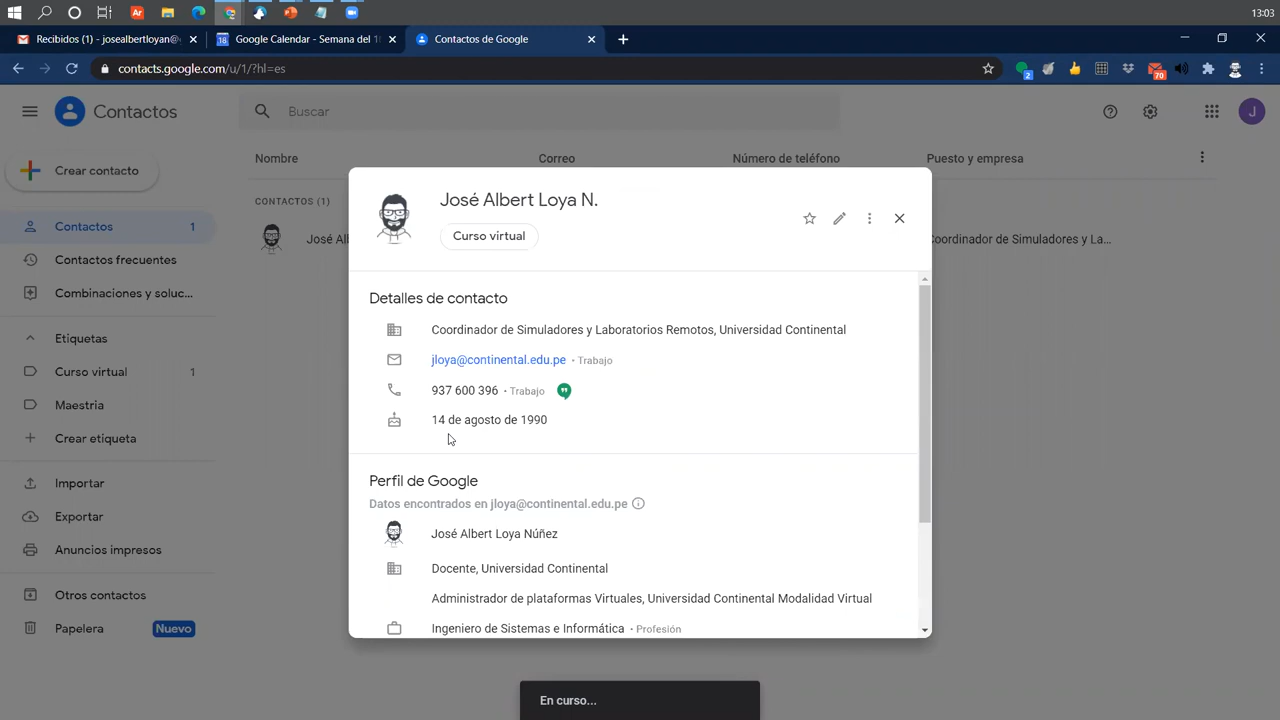 13:03
Recibidos (1) - josealbertloyan@
Google Calendar - Semana del 1
Contactos de Google
contacts.google.com/u/1/?hl=es
2
70
Contactos
Buscar
J
Crear contacto
Nombre
Correo
Número de teléfono
Puesto y empresa
CONTACTOS (1)
José Al
Coordinador de Simuladores y La...
Contactos
1
Contactos frecuentes
Combinaciones y soluc...
Etiquetas
Curso virtual
1
Maestria
Crear etiqueta
Importar
Exportar
Anuncios impresos
Otros contactos
Papelera
Nuevo
José Albert Loya N.
Curso virtual
Detalles de contacto
Coordinador de Simuladores y Laboratorios Remotos, Universidad Continental
jloya@continental.edu.pe • Trabajo
937 600 396 • Trabajo
14 de agosto de 1990
Perfil de Google
Datos encontrados en jloya@continental.edu.pe
José Albert Loya Núñez
Docente, Universidad Continental
Administrador de plataformas Virtuales, Universidad Continental Modalidad Virtual
Ingeniero de Sistemas e Informática • Profesión
En curso...